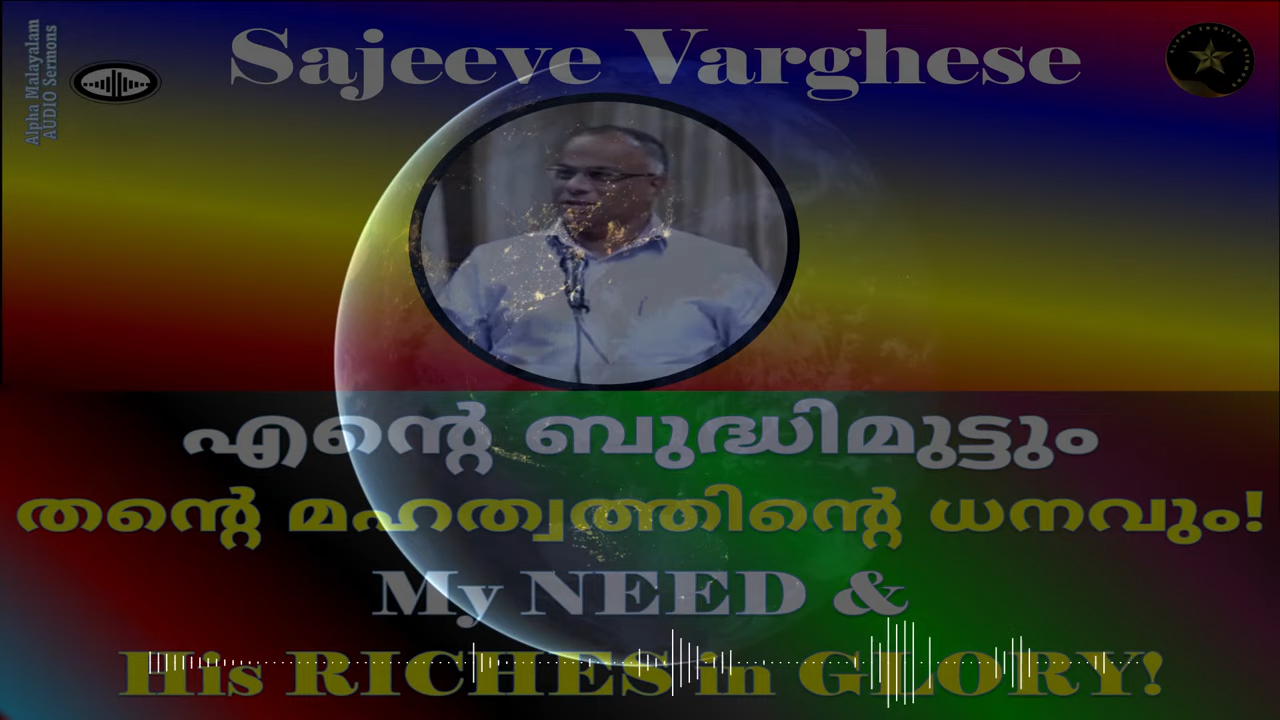 Alpha Malayalam
AUDIO Sermons
Sajeeve Varghese
എന്റെ ബുദ്ധിമുട്ടും
തന്റെ മഹത്വത്തിന്റെ ധനവും!
My NEED &
His RICHES in GLORY!